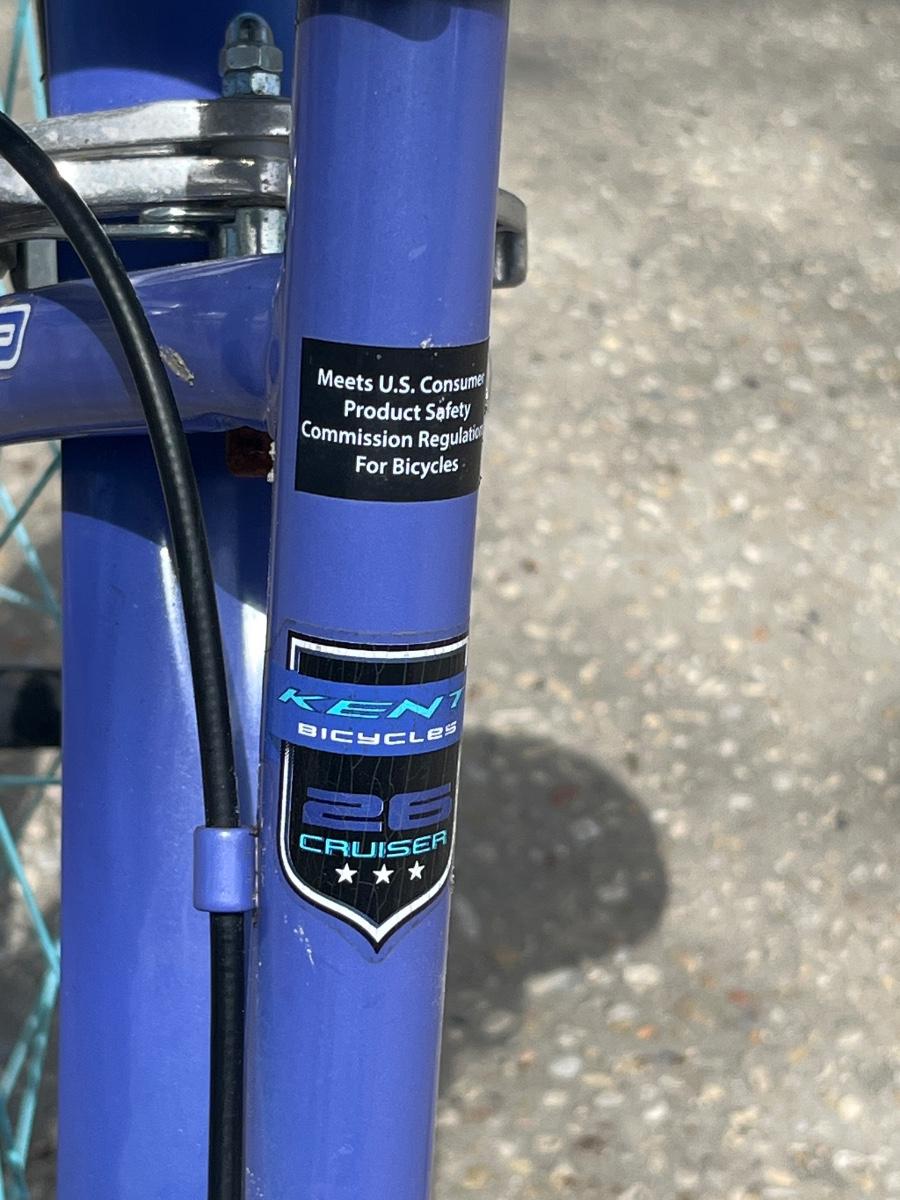 Meets U.S. Consumer
Product Safety
Commission Regulation
For Bicycles
KENT
BICYCLES
26
CRUISER